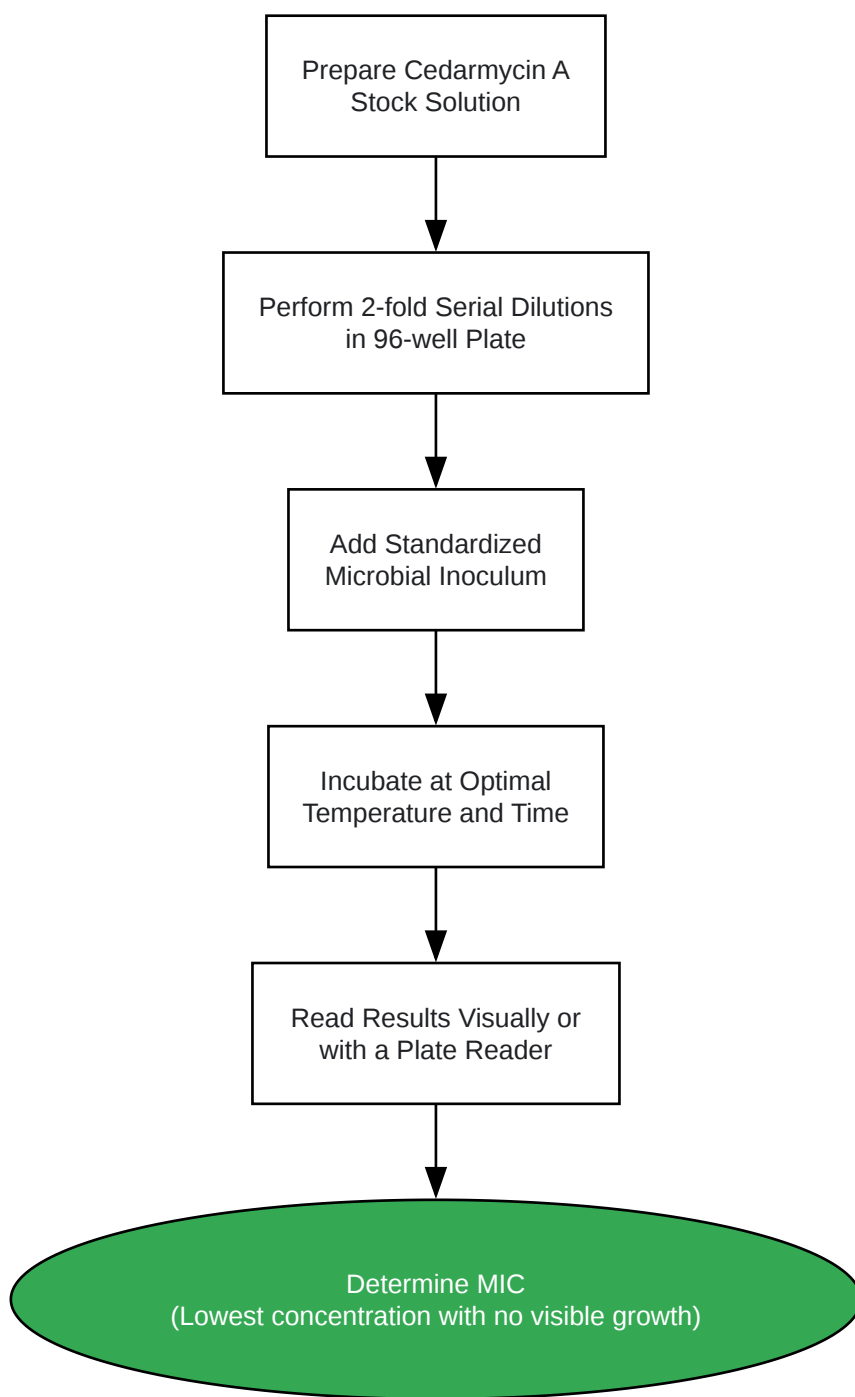 Prepare Cedarmycin A
Stock Solution
Perform 2-fold Serial Dilutions
in 96-well Plate
Add Standardized
Microbial Inoculum
Incubate at Optimal
Temperature and Time
Read Results Visually or
with a Plate Reader
Determine MIC
(Lowest concentration with no visible growth)